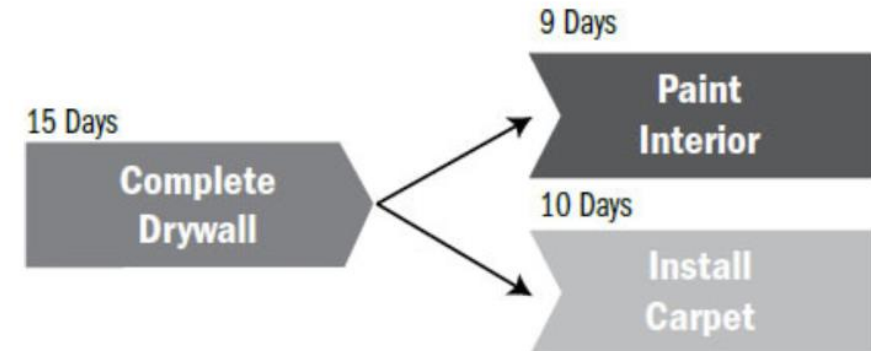 15 Days
Complete
Drywall
9 Days
Paint
Interior
10 Days
Install
Carpet